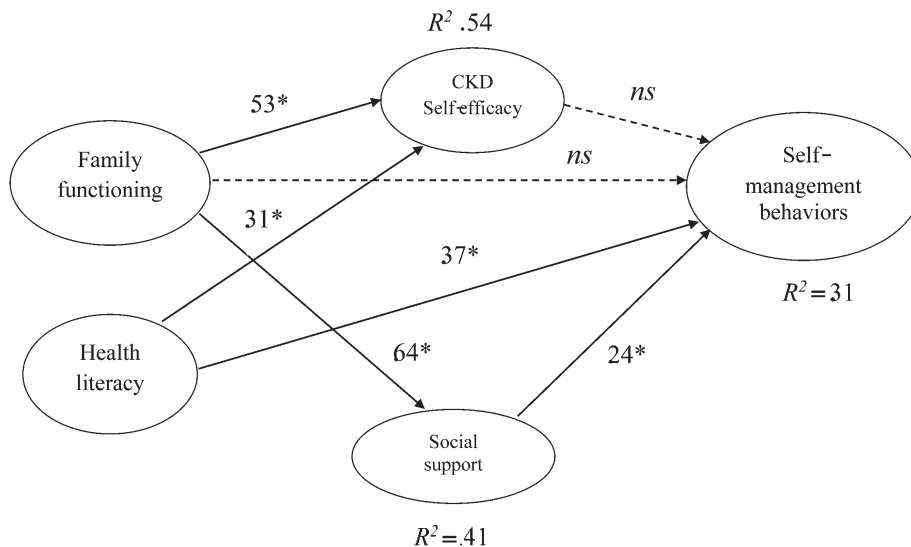 R² .54
CKD
Self-efficacy
.53*
ns
Family
functioning
ns
Self-
management
behaviors
.31*
.37*
R² = .31
Health
literacy
.64*
.24*
Social
support
R² = .41